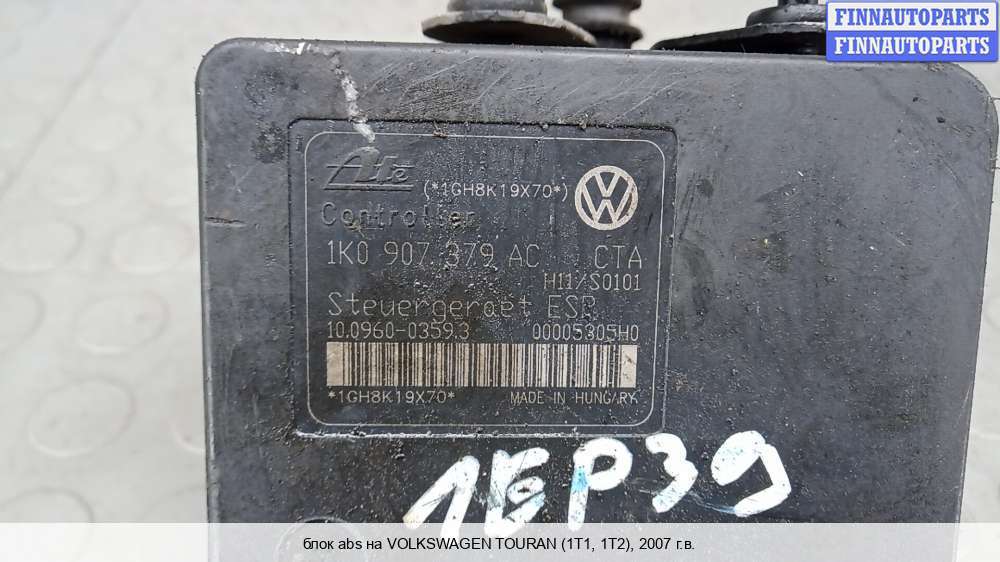 FINNAUTOPARTS
FINNAUTOPARTS
Ate (*1GH8K19X70*)
Controller
1K0 907 379 AC CTA
H11/S0101
Steuergeraet ESP
10.0960-0359.3 00005305H0
*1GH8K19X70* MADE IN HUNGARY
1EP39
блок abs на VOLKSWAGEN TOURAN (1T1, 1T2), 2007 г.в.